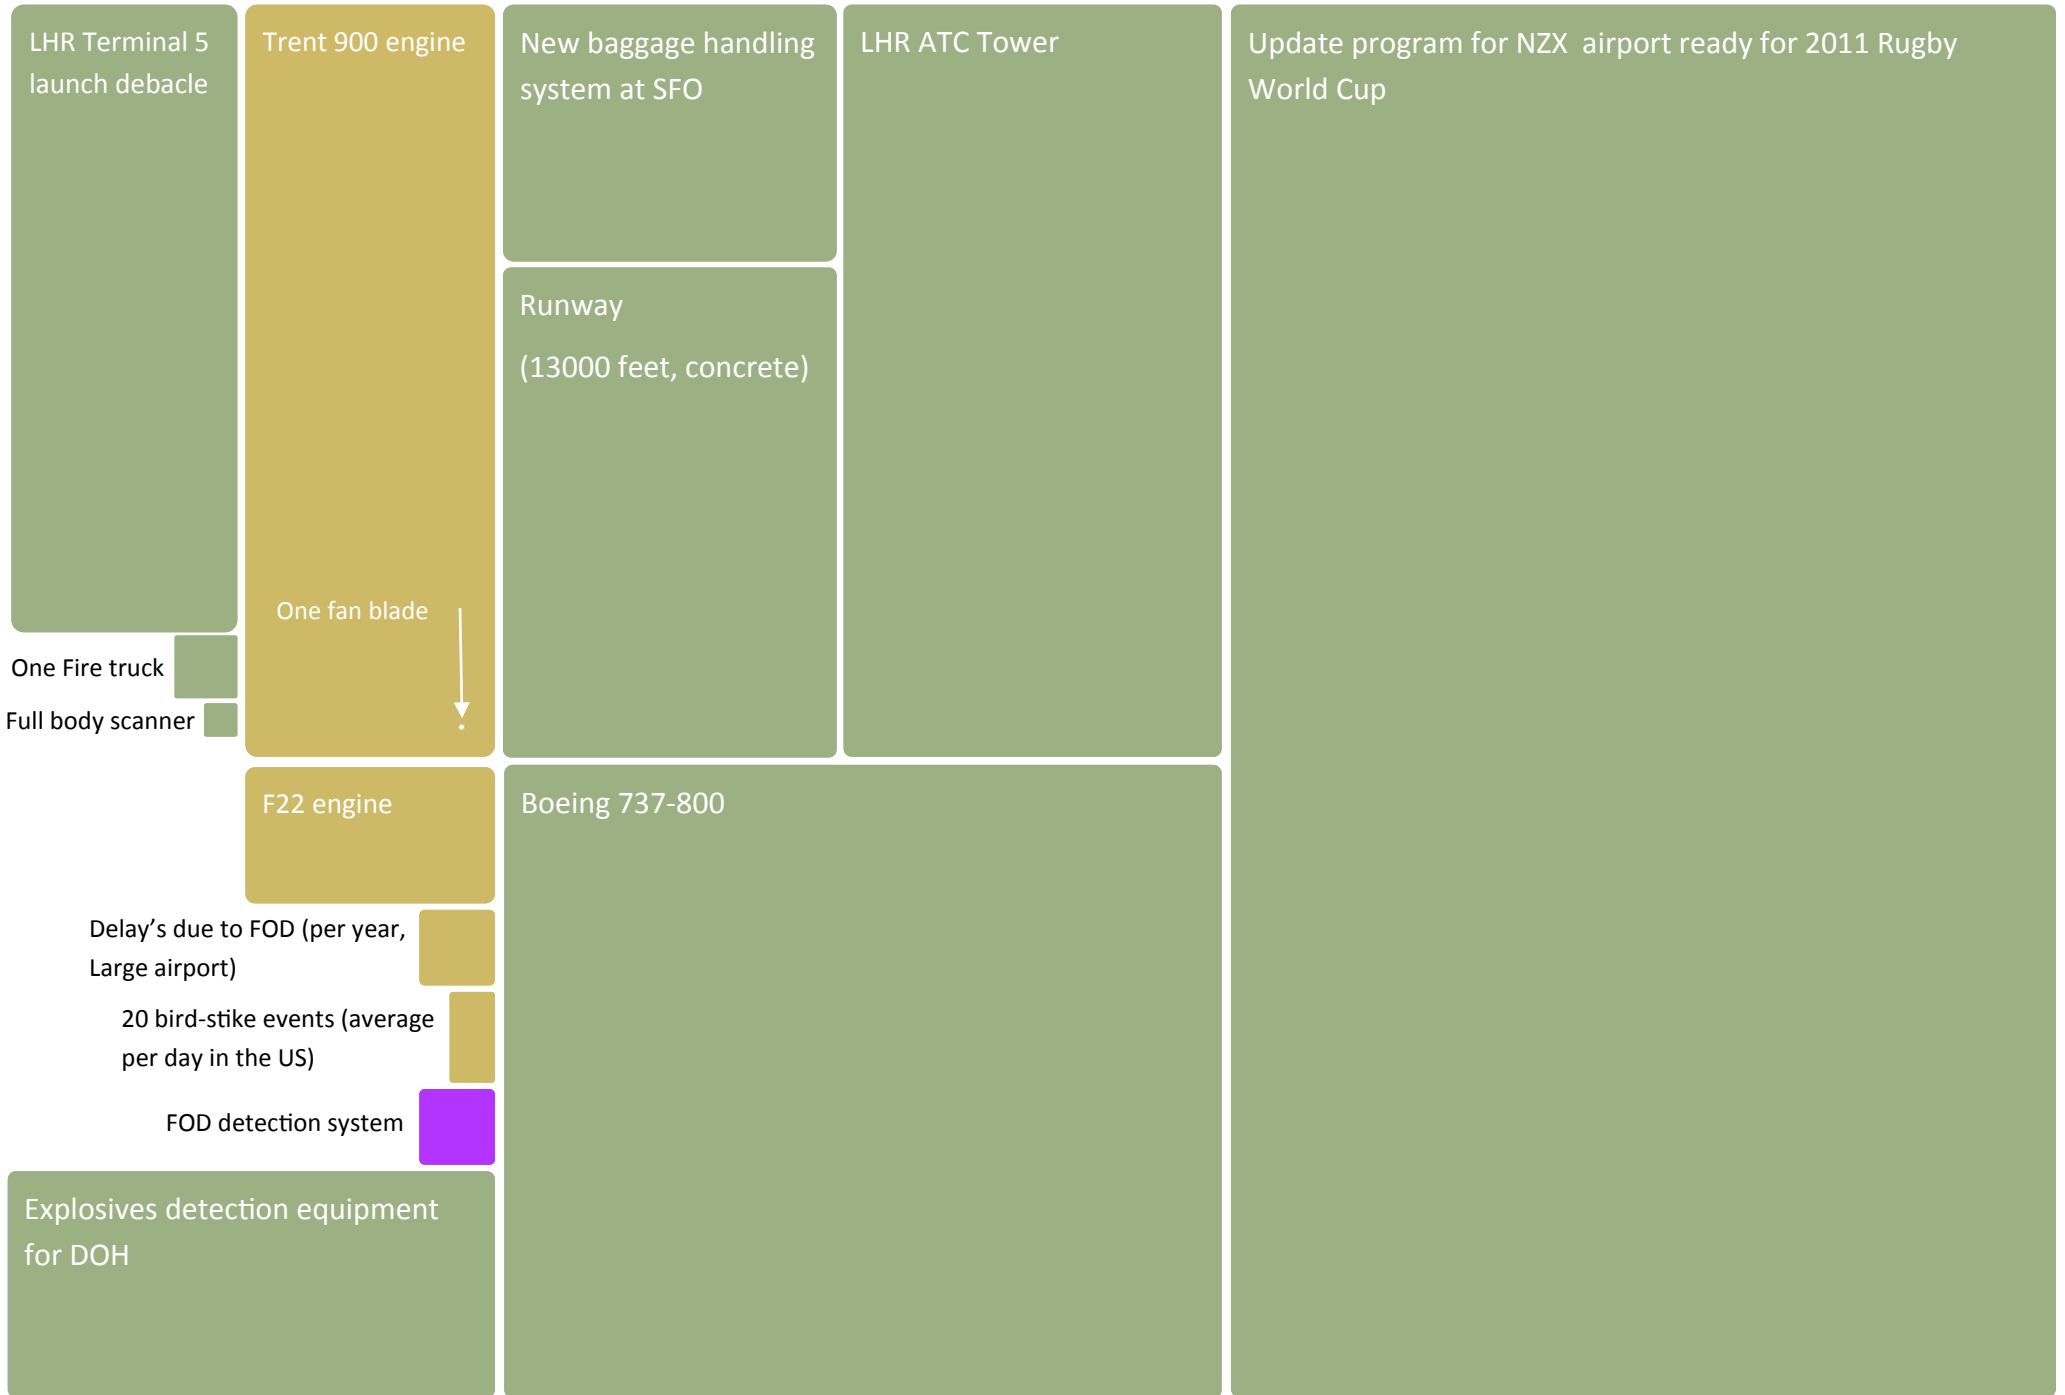 LHR Terminal 5
launch debacle
Trent 900 engine
One fan blade
New baggage handling
system at SFO
LHR ATC Tower
Update program for NZX airport ready for 2011 Rugby
World Cup
Runway
(13000 feet, concrete)
One Fire truck
Full body scanner
F22 engine
Boeing 737-800
Delay’s due to FOD (per year,
Large airport)
20 bird-stike events (average
per day in the US)
FOD detection system
Explosives detection equipment
for DOH